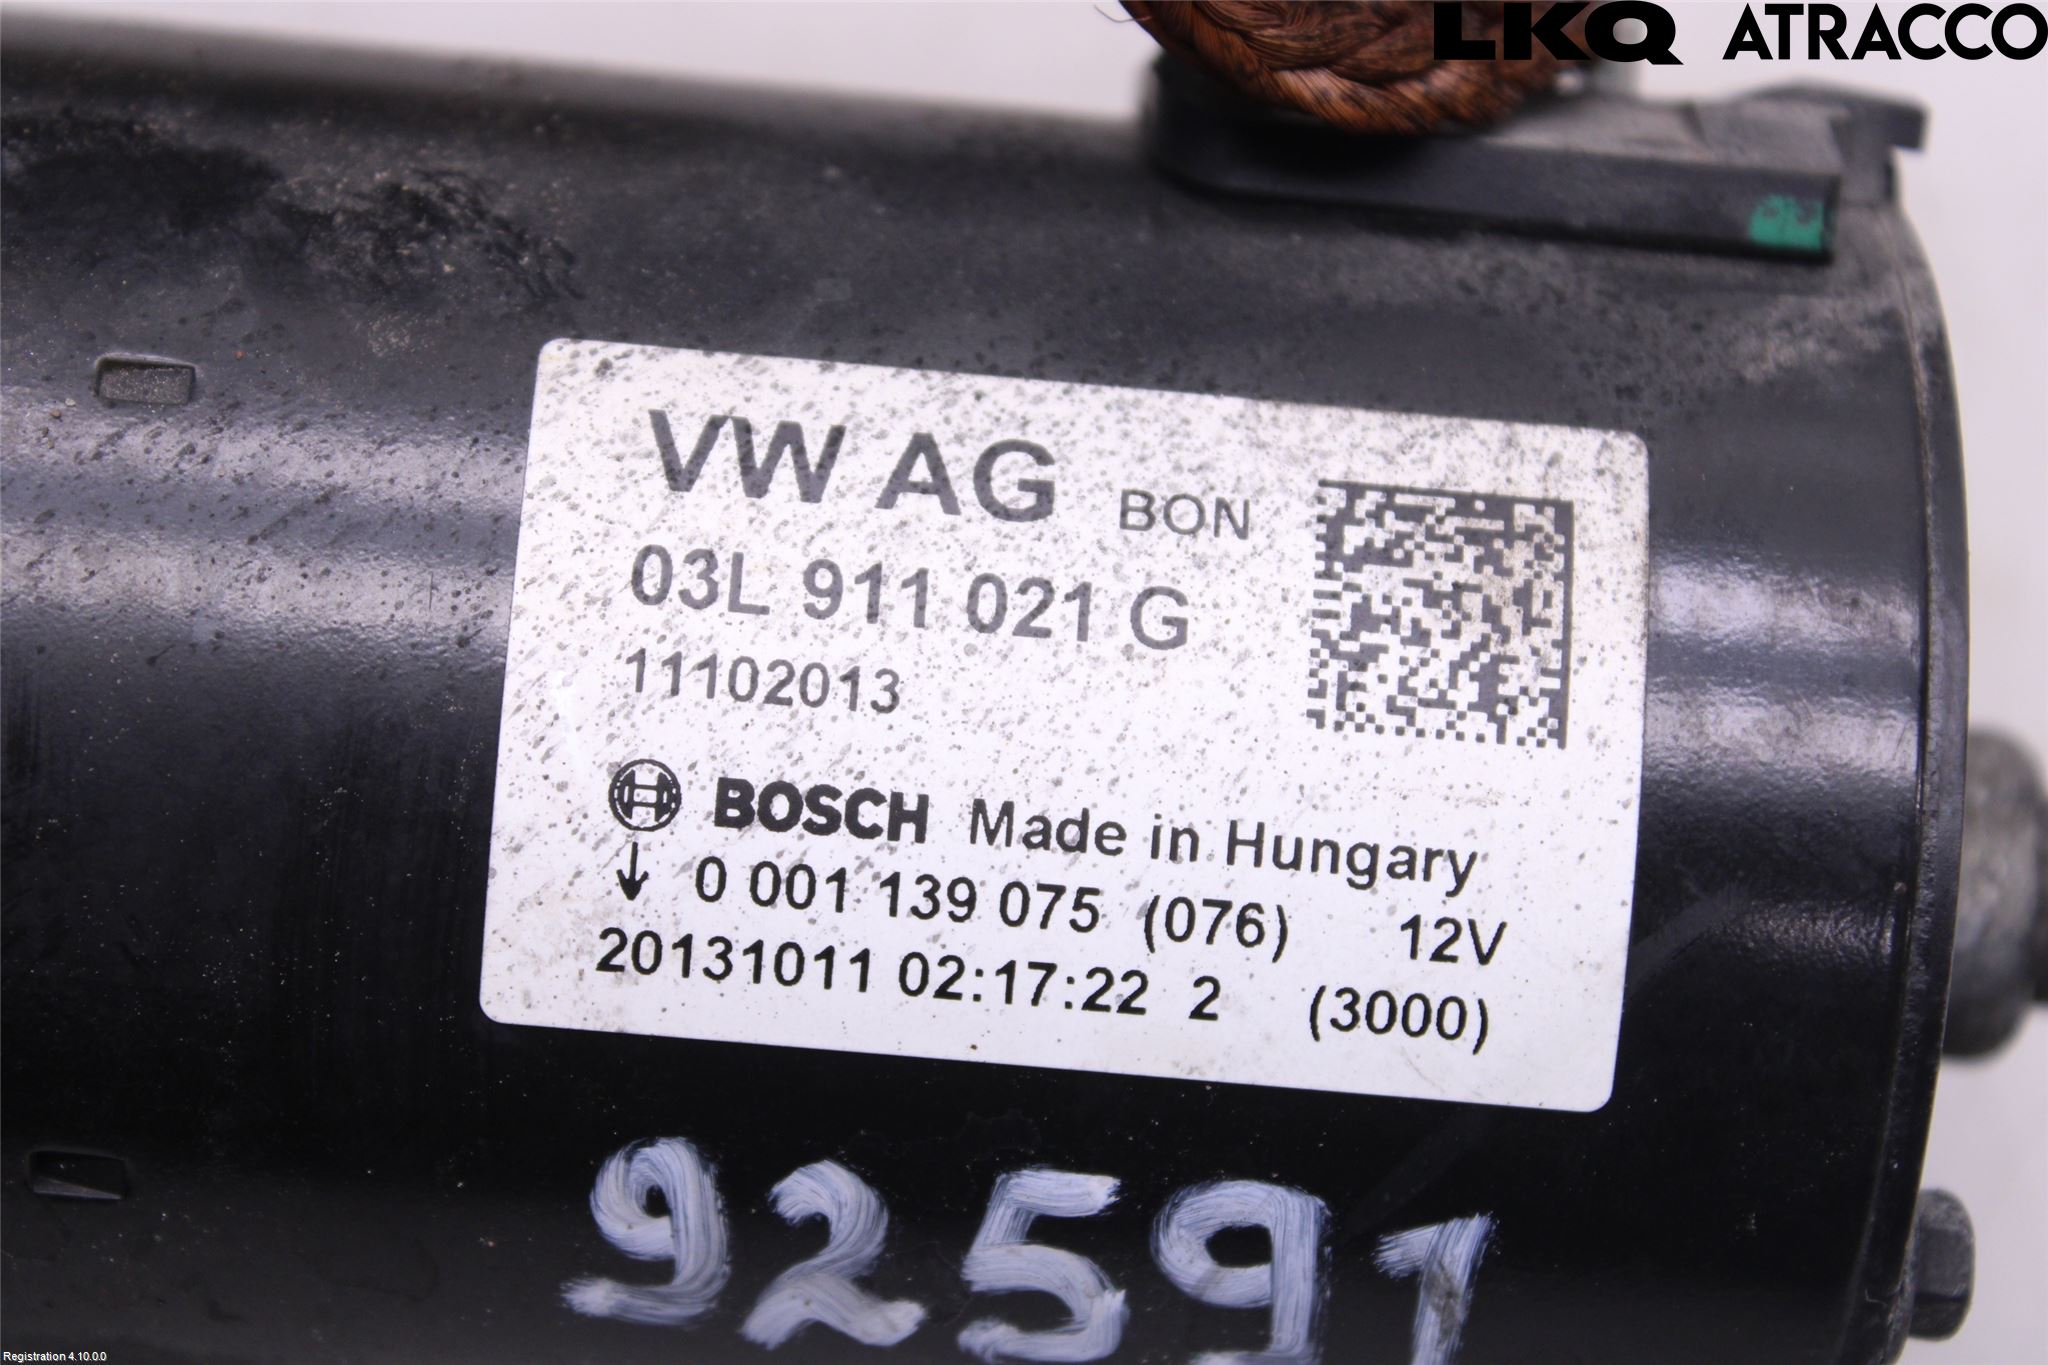 LKQ ATRACCO
VW AG BON
03L 911 021 G
11102013
BOSCH Made in Hungary
↓ 0 001 139 075 (076) 12V
20131011 02:17:22 2 (3000)
92591
Registration 4.10.0.0